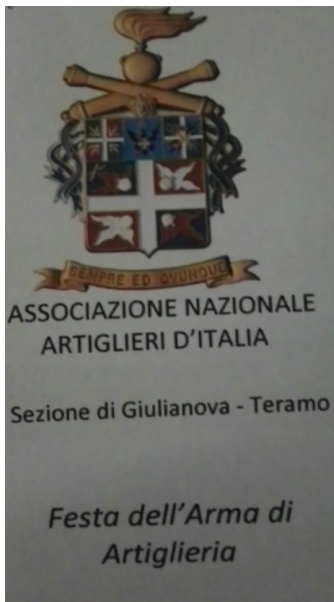 SEMPRE ED OVUNQUE
ASSOCIAZIONE NAZIONALE
ARTIGLIERI D'ITALIA
Sezione di Giulianova - Teramo
Festa dell'Arma di
Artiglieria